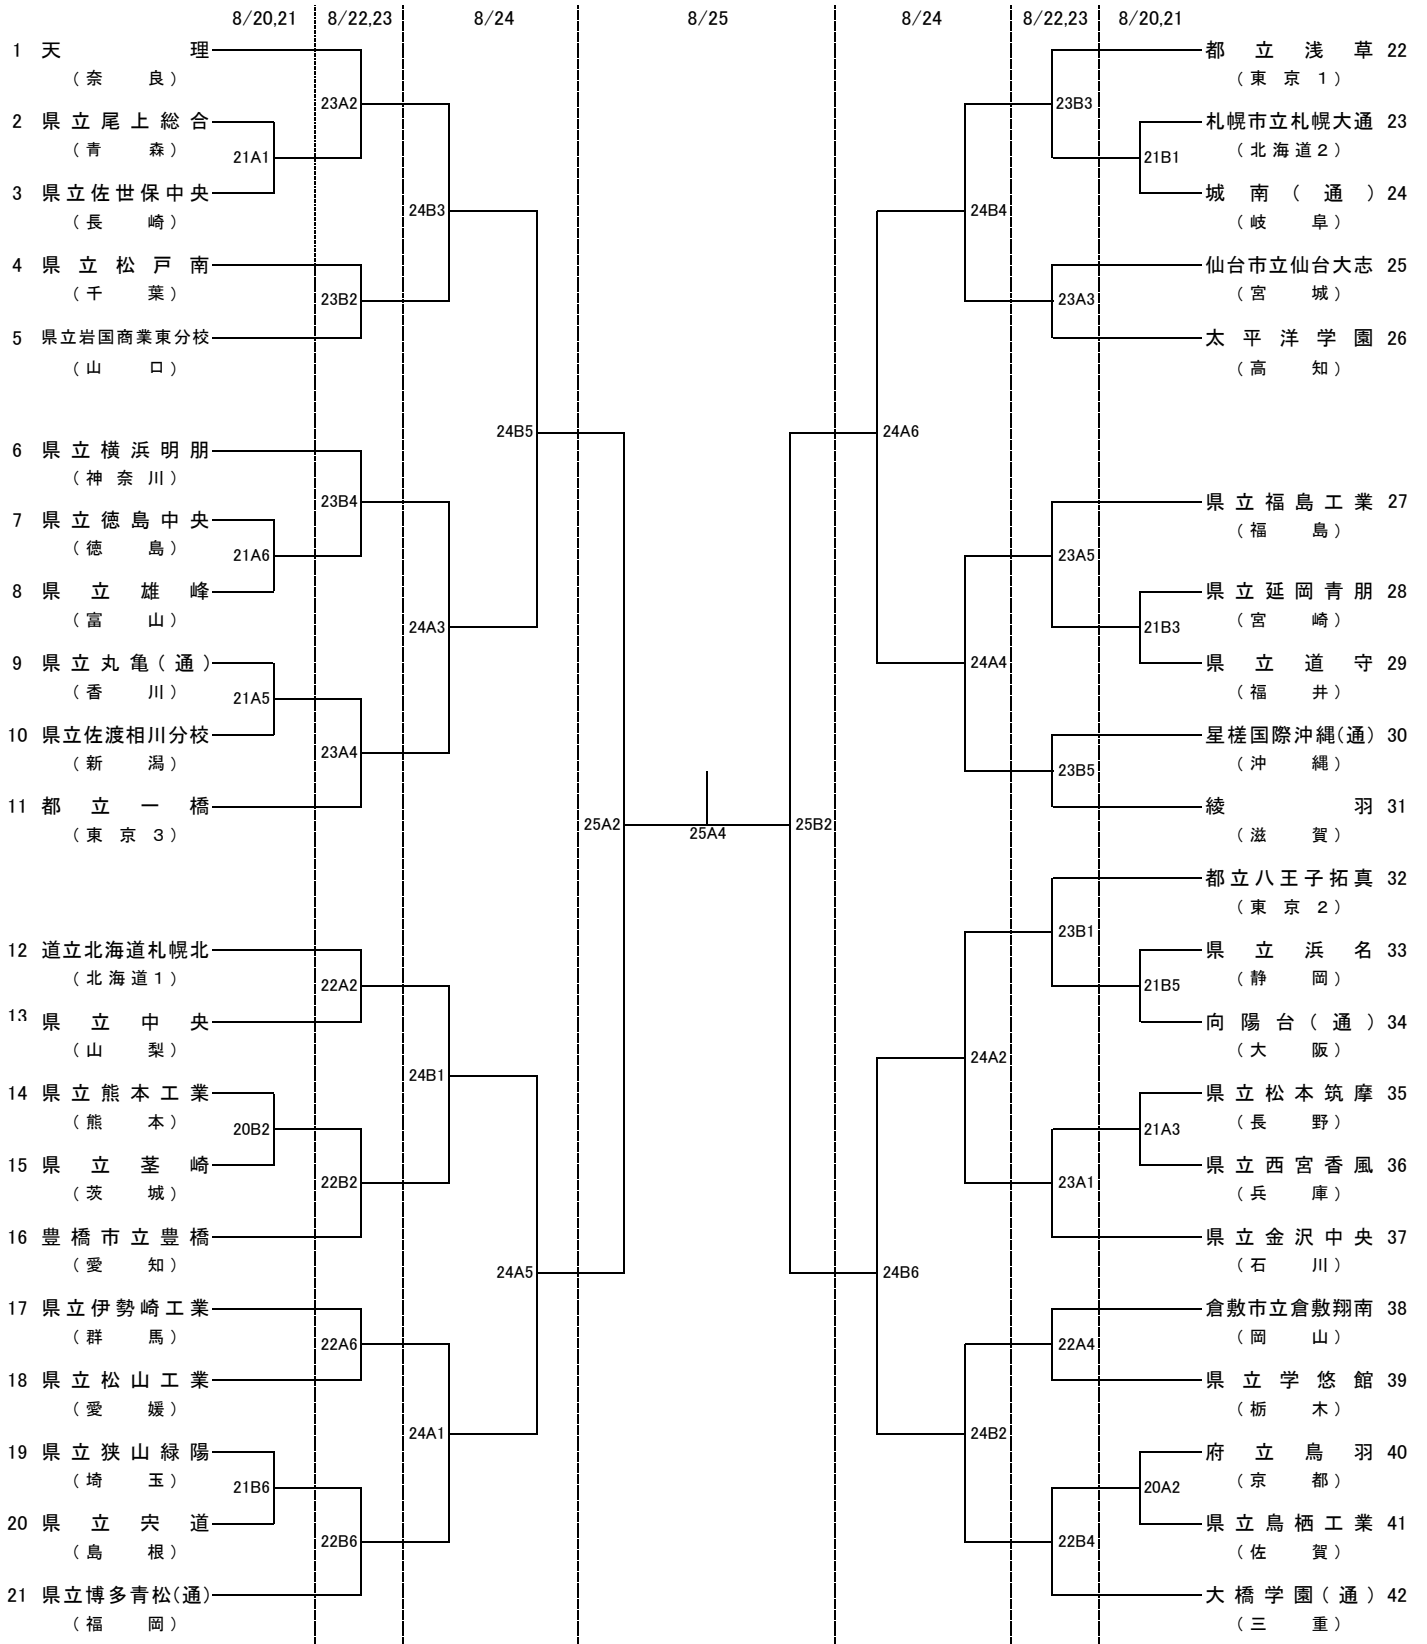 8/20,21 8/22,23 8/24 8/25 8/24 8/22,23 8/20,21
1 天理
（奈良）
2 県立尾上総合
（青森）
3 県立佐世保中央
（長崎）
4 県立松戸南
（千葉）
5 県立岩国商業東分校
（山口）
6 県立横浜明朋
（神奈川）
7 県立徳島中央
（徳島）
8 県立雄峰
（富山）
9 県立丸亀(通)
（香川）
10 県立佐渡相川分校
（新潟）
11 都立一橋
（東京3）
12 道立北海道札幌北
（北海道1）
13 県立中央
（山梨）
14 県立熊本工業
（熊本）
15 県立茎崎
（茨城）
16 豊橋市立豊橋
（愛知）
17 県立伊勢崎工業
（群馬）
18 県立松山工業
（愛媛）
19 県立狭山緑陽
（埼玉）
20 県立宍道
（島根）
21 県立博多青松(通)
（福岡）
21A1
21A6
21A5
20B2
21B6
23A2
23B2
23B4
23A4
22A2
22B2
22A6
22B6
24B3
24A3
24B1
24A1
24B5
24A5
25A2
25A4
25B2
24A6
24B6
24B4
24A4
24A2
24B2
23B3
23A3
23A5
23B5
23B1
23A1
22A4
22B4
21B1
21B3
21B5
21A3
20A2
都立浅草 22
（東京1）
札幌市立札幌大通 23
（北海道2）
城南(通) 24
（岐阜）
仙台市立仙台大志 25
（宮城）
太平洋学園 26
（高知）
県立福島工業 27
（福島）
県立延岡青朋 28
（宮崎）
県立道守 29
（福井）
星槎国際沖縄(通) 30
（沖縄）
綾羽 31
（滋賀）
都立八王子拓真 32
（東京2）
県立浜名 33
（静岡）
向陽台(通) 34
（大阪）
県立松本筑摩 35
（長野）
県立西宮香風 36
（兵庫）
県立金沢中央 37
（石川）
倉敷市立倉敷翔南 38
（岡山）
県立学悠館 39
（栃木）
府立鳥羽 40
（京都）
県立鳥栖工業 41
（佐賀）
大橋学園(通) 42
（三重）